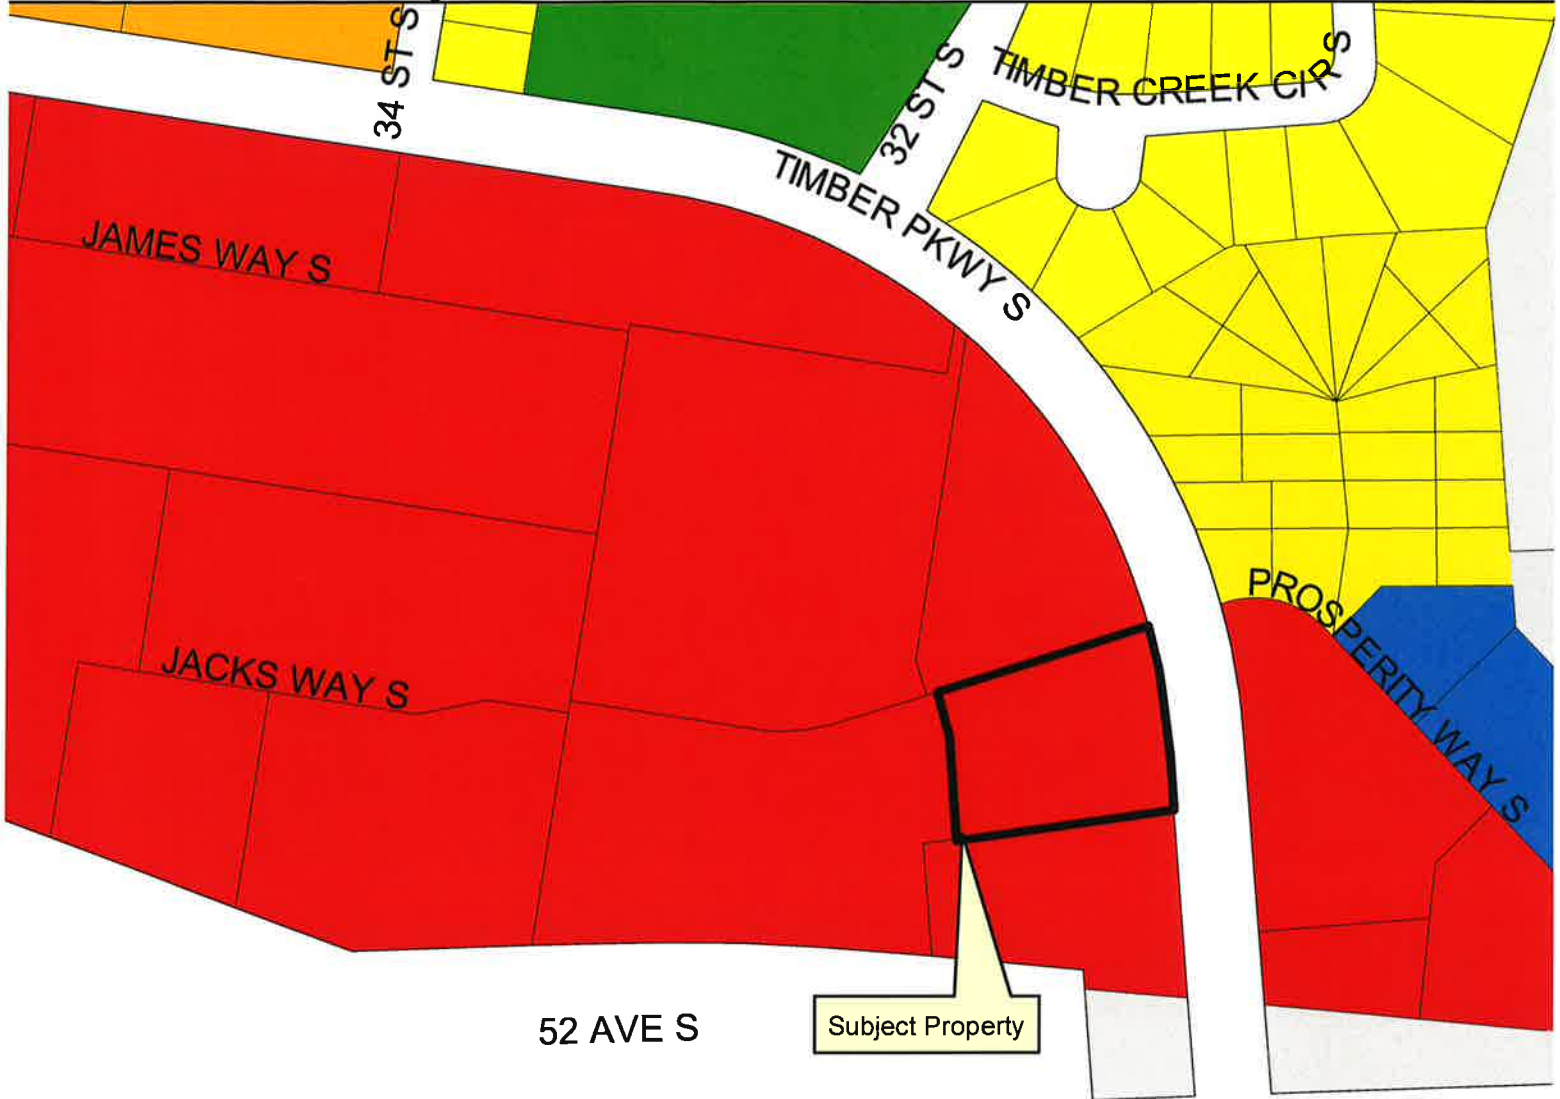 34 ST S
32 ST S
TIMBER CREEK CIR S
TIMBER PKWY S
JAMES WAY S
PROSPERITY WAY S
JACKS WAY S
52 AVE S
Subject Property